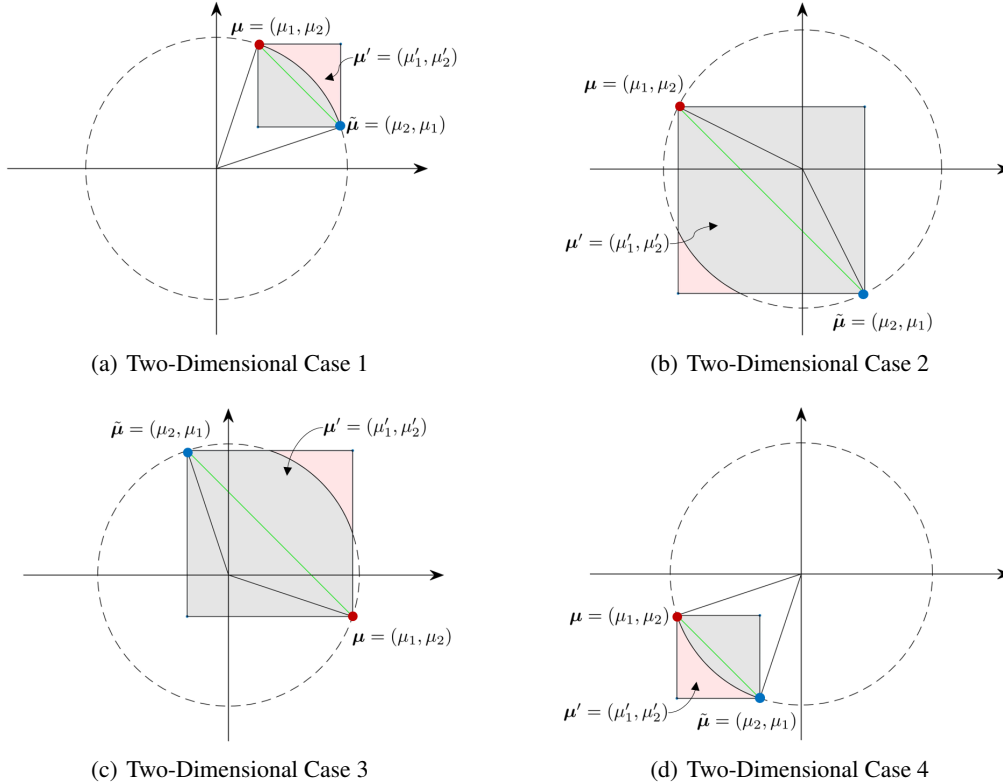 μ = (μ₁, μ₂)
μ′ = (μ′₁, μ′₂)
μ̃ = (μ₂, μ₁)
(a) Two-Dimensional Case 1
μ = (μ₁, μ₂)
μ′ = (μ′₁, μ′₂)
μ̃ = (μ₂, μ₁)
(b) Two-Dimensional Case 2
μ̃ = (μ₂, μ₁)
μ′ = (μ′₁, μ′₂)
μ = (μ₁, μ₂)
(c) Two-Dimensional Case 3
μ = (μ₁, μ₂)
μ′ = (μ′₁, μ′₂)
μ̃ = (μ₂, μ₁)
(d) Two-Dimensional Case 4